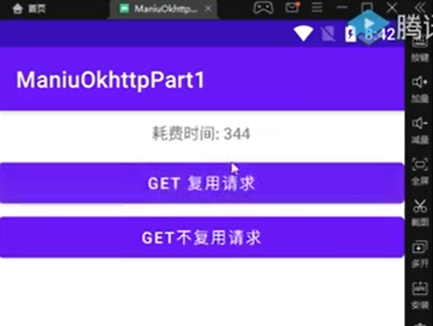 首页
ManiuOkhttp...
腾讯
8:42
ManiuOkhttpPart1
耗费时间: 344
GET 复用请求
GET不复用请求
按键
加量
减量
全屏
截图
多开
安装